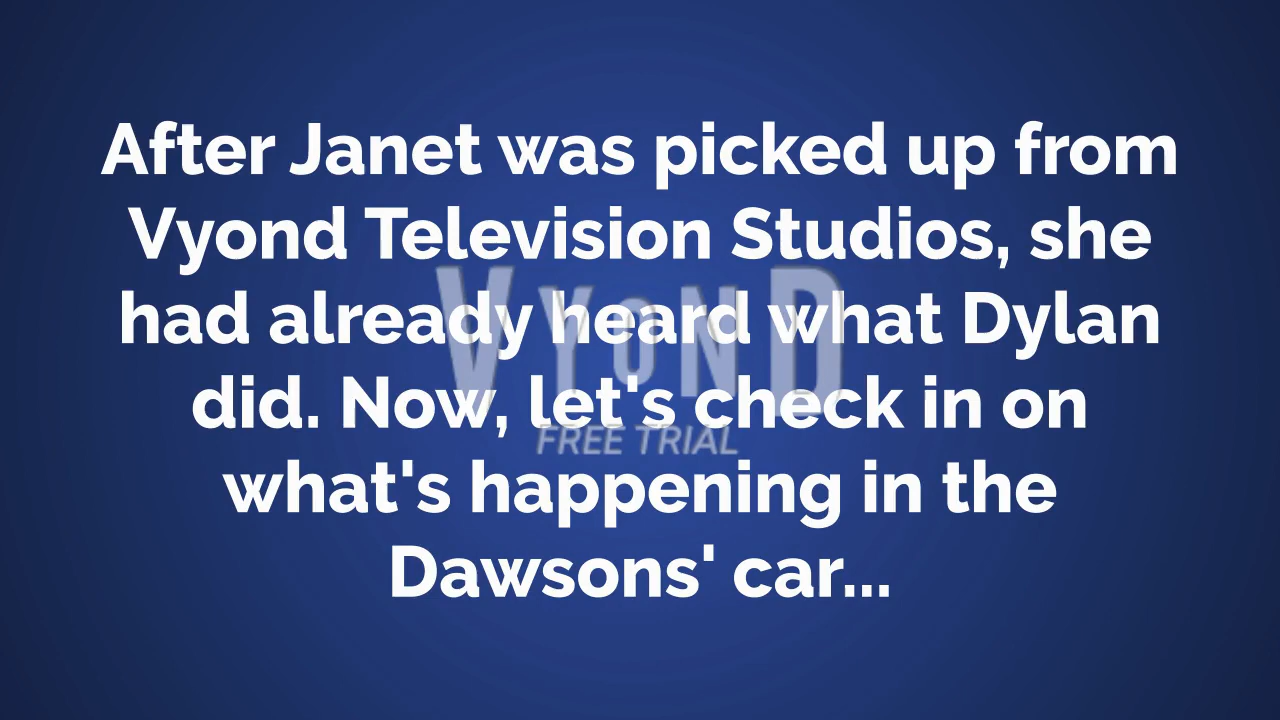 After Janet was picked up from
Vyond Television Studios, she
had already heard what Dylan
did. Now, let's check in on
what's happening in the
Dawsons' car...
VYOND
FREE TRIAL